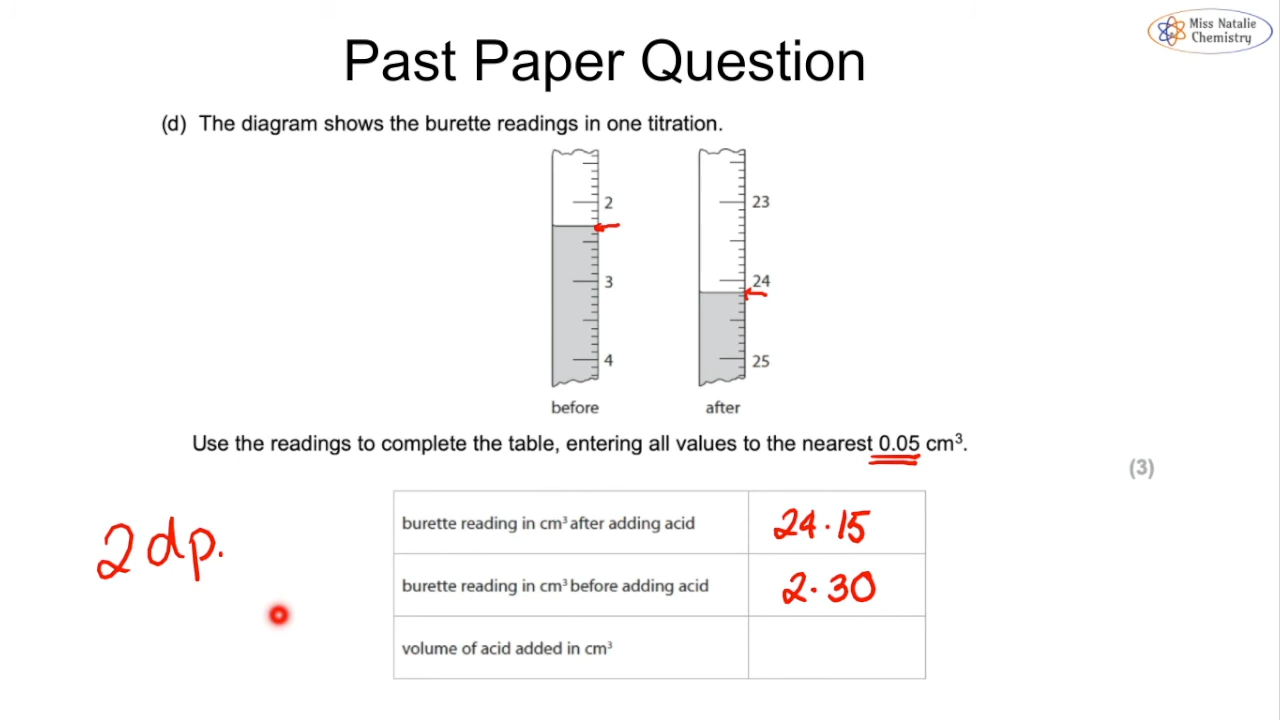 Miss Natalie
Chemistry
Past Paper Question
(d) The diagram shows the burette readings in one titration.
2
3
4
before
23
24
25
after
Use the readings to complete the table, entering all values to the nearest 0.05 cm³.
(3)
2 dp.
burette reading in cm³ after adding acid 24.15
burette reading in cm³ before adding acid 2.30
volume of acid added in cm³